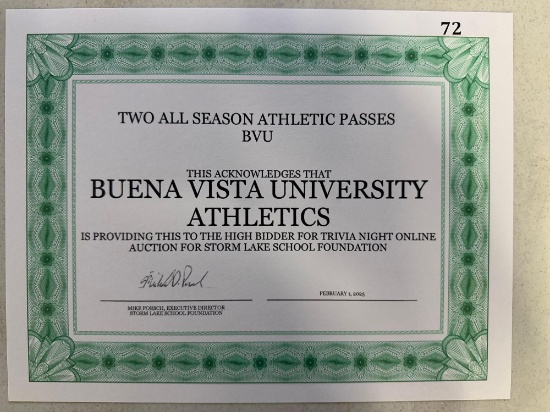 72
TWO ALL SEASON ATHLETIC PASSES
BVU
THIS ACKNOWLEDGES THAT
BUENA VISTA UNIVERSITY
ATHLETICS
IS PROVIDING THIS TO THE HIGH BIDDER FOR TRIVIA NIGHT ONLINE
AUCTION FOR STORM LAKE SCHOOL FOUNDATION
MIKE PORSCH, EXECUTIVE DIRECTOR
STORM LAKE SCHOOL FOUNDATION
FEBRUARY 1, 2025